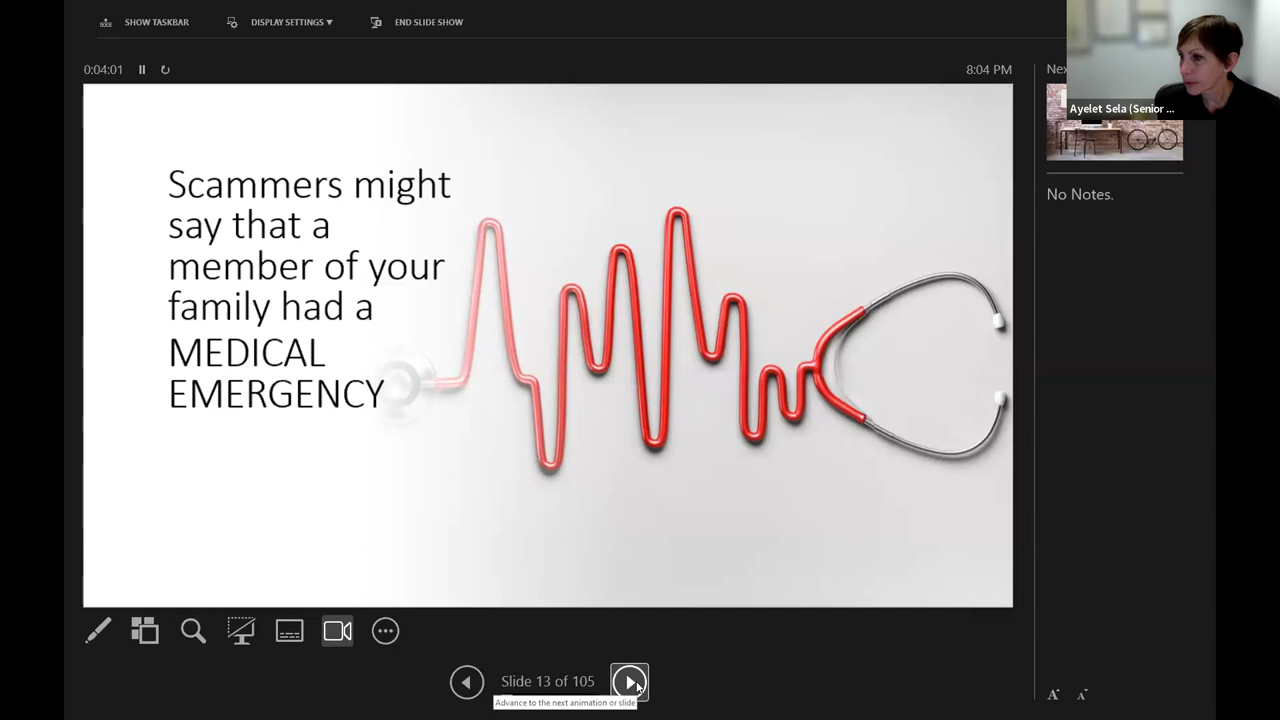 SHOW TASKBAR
DISPLAY SETTINGS ▼
END SLIDE SHOW
0:04:01
8:04 PM
Nex
Ayelet Sela (Senior ...
No Notes.
Scammers might
say that a
member of your
family had a
MEDICAL
EMERGENCY
Slide 13 of 105
Advance to the next animation or slide
A
A